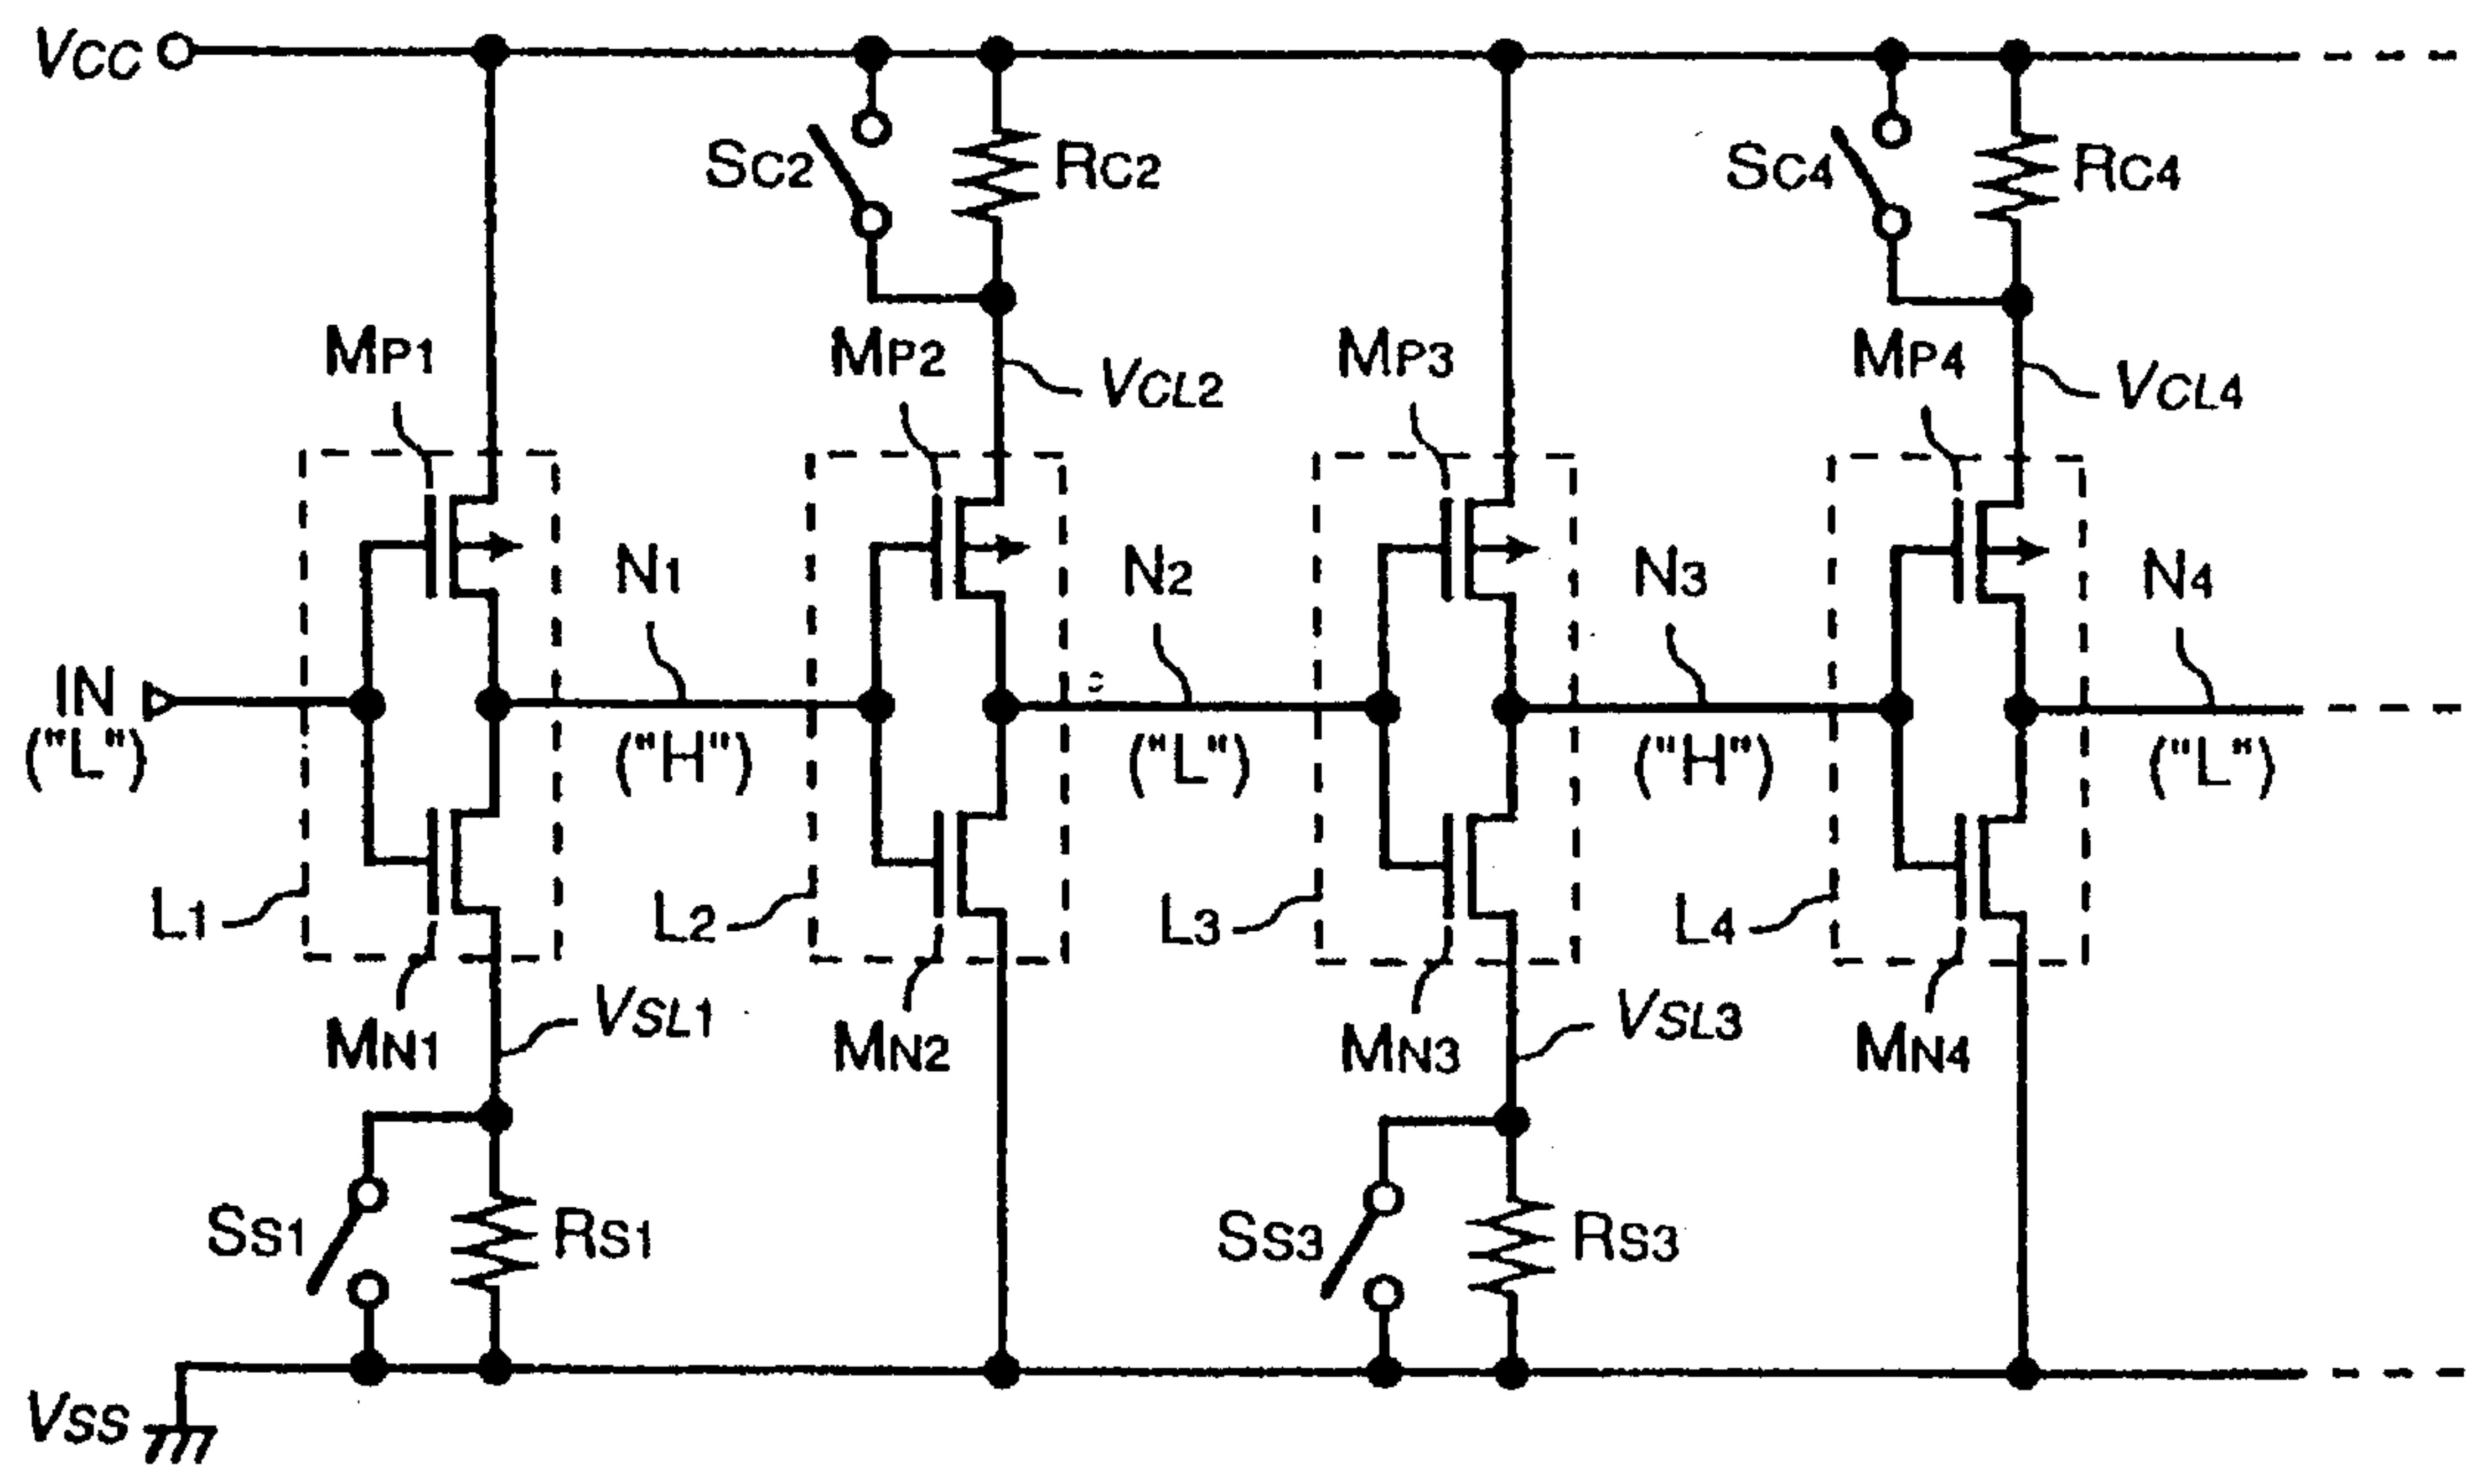 VCC
SC2
RC2
SC4
RC4
MP1
MP2
VCL2
MP3
MP4
VCL4
N1
N2
N3
N4
IN
("L")
("H")
("L")
("H")
("L")
L1
L2
L3
L4
MN1
VSL1
MN2
MN3
VSL3
MN4
SS1
RS1
SS3
RS3
VSS